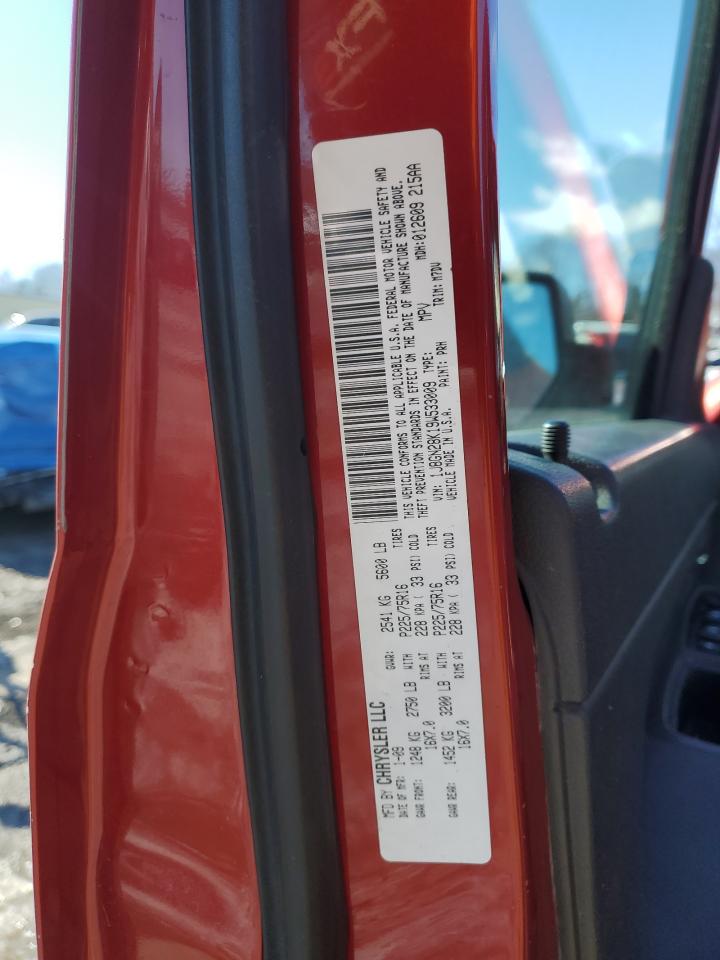 MFD BY CHRYSLER LLC
DATE OF MFR: 1-09 GVWR: 2541 KG 5600 LB
GAWR FRONT: 1248 KG 2750 LB WITH P225/75R16 TIRES
16X7.0 RIMS AT 228 KPA ( 33 PSI) COLD
GAWR REAR: 1452 KG 3200 LB WITH P225/75R16 TIRES
16X7.0 RIMS AT 228 KPA ( 33 PSI) COLD
THIS VEHICLE CONFORMS TO ALL APPLICABLE U.S.A. FEDERAL MOTOR VEHICLE SAFETY AND
THEFT PREVENTION STANDARDS IN EFFECT ON THE DATE OF MANUFACTURE SHOWN ABOVE.
VIN: 1J8GN28K19W533009 TYPE: MPV MDH:012609 215AA
VEHICLE MADE IN U.S.A. PAINT: PRH TRIM: M7DV